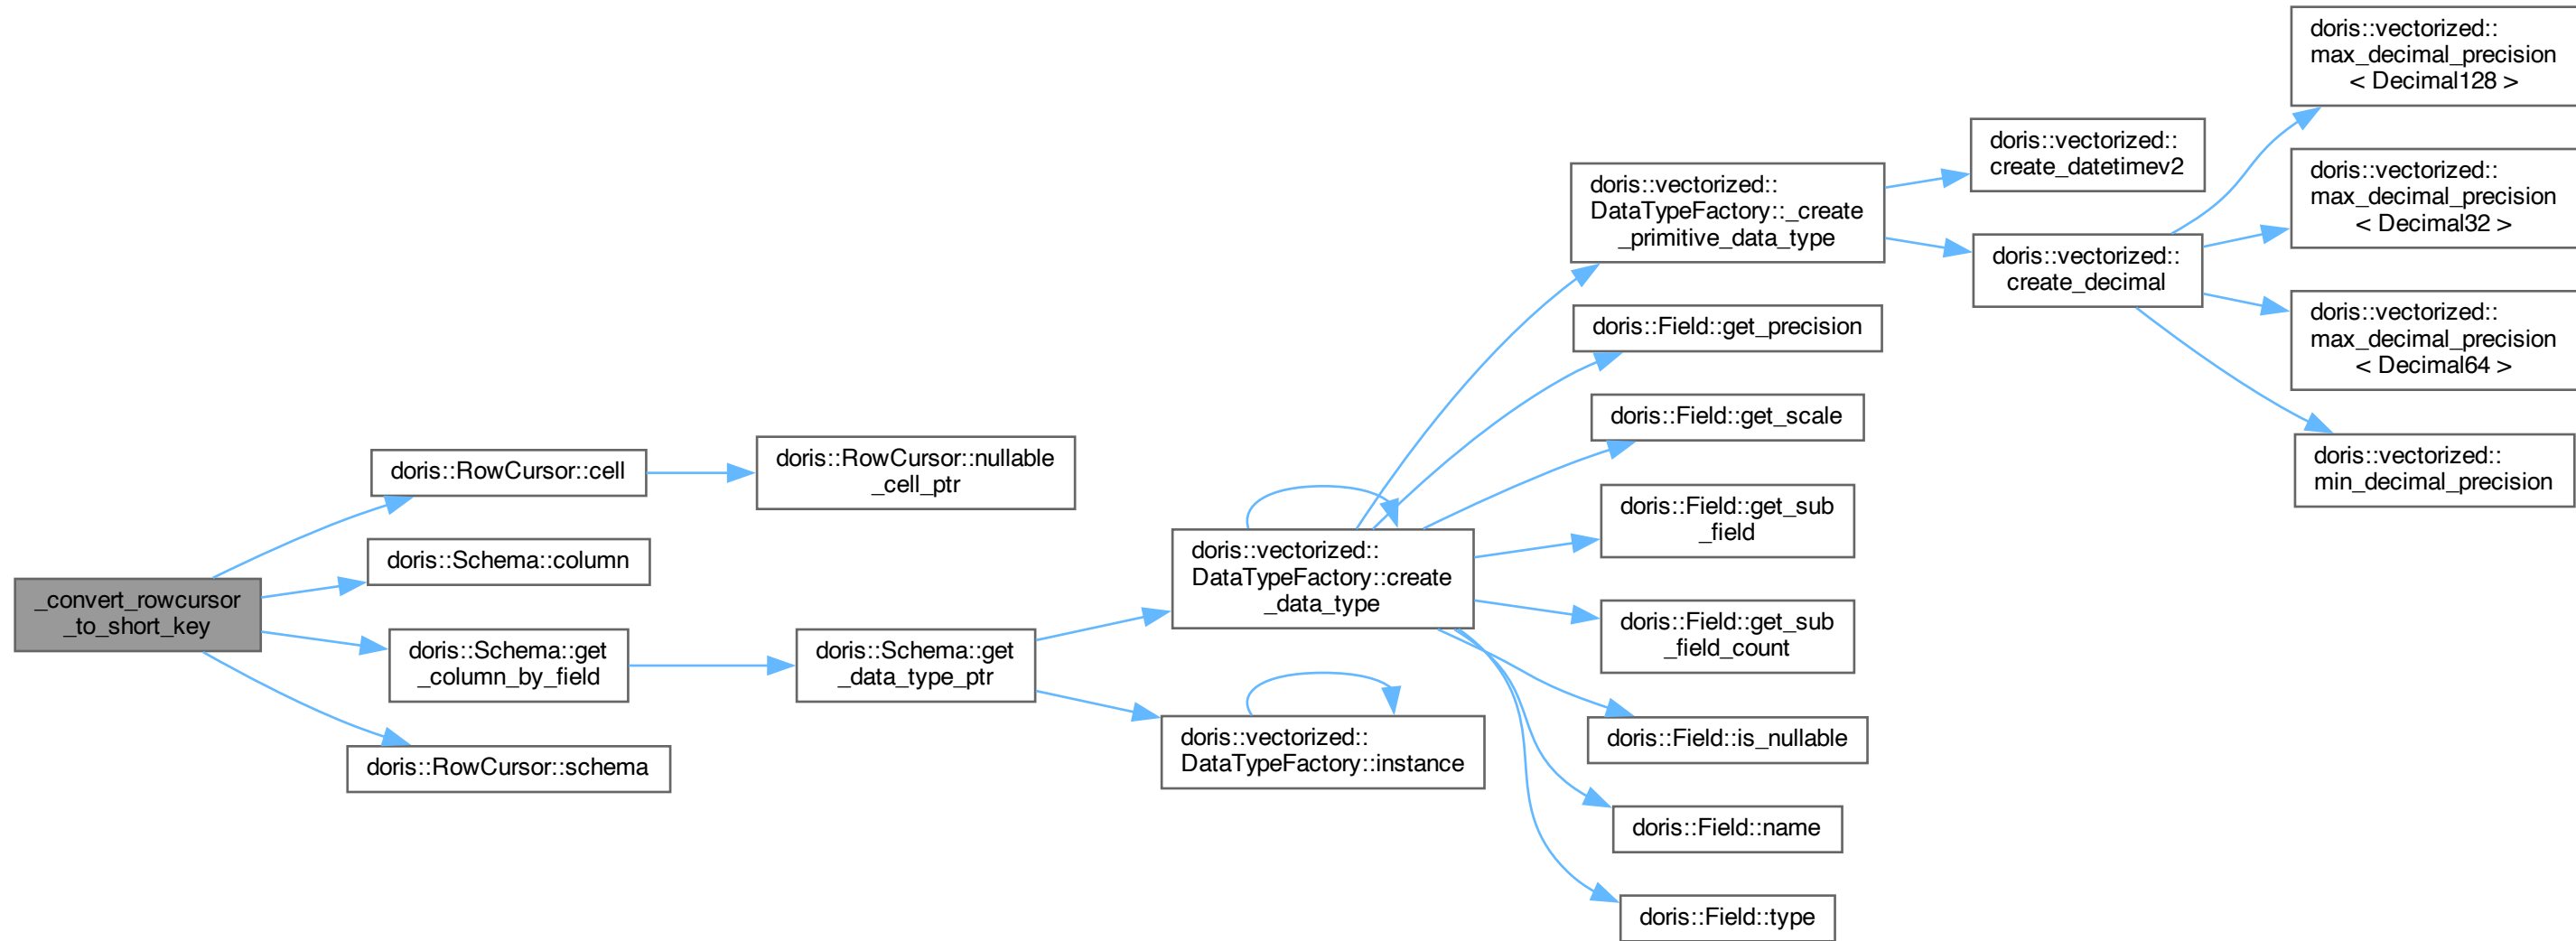 _convert_rowcursor
_to_short_key
doris::RowCursor::cell
doris::Schema::column
doris::Schema::get
_column_by_field
doris::RowCursor::schema
doris::RowCursor::nullable
_cell_ptr
doris::Schema::get
_data_type_ptr
doris::vectorized::
DataTypeFactory::create
_data_type
doris::vectorized::
DataTypeFactory::instance
doris::vectorized::
DataTypeFactory::_create
_primitive_data_type
doris::Field::get_precision
doris::Field::get_scale
doris::Field::get_sub
_field
doris::Field::get_sub
_field_count
doris::Field::is_nullable
doris::Field::name
doris::Field::type
doris::vectorized::
create_datetimev2
doris::vectorized::
create_decimal
doris::vectorized::
max_decimal_precision
< Decimal128 >
doris::vectorized::
max_decimal_precision
< Decimal32 >
doris::vectorized::
max_decimal_precision
< Decimal64 >
doris::vectorized::
min_decimal_precision